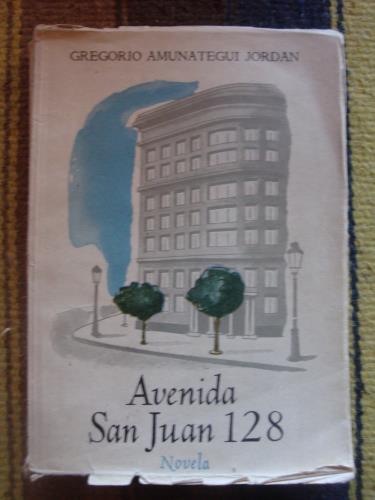 GREGORIO AMUNATEGUI JORDAN
Avenida
San Juan 128
Novela